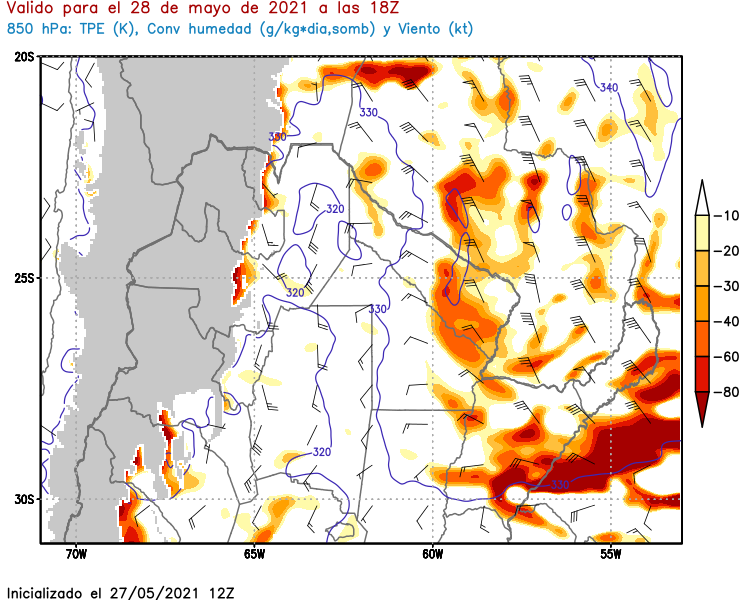 Valido para el 28 de mayo de 2021 a las 18Z
850 hPa: TPE (K), Conv humedad (g/kg*dia,somb) y Viento (kt)
20S
340
330
330
320
-10
-20
25S
320
330
-30
-40
-60
-80
320
330
30S
70W 65W 60W 55W
Inicializado el 27/05/2021 12Z